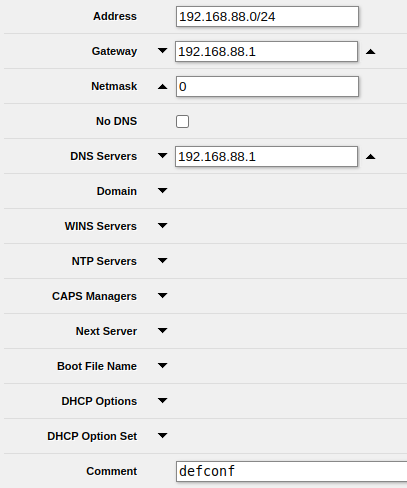 Address 192.168.88.0/24
Gateway 192.168.88.1
Netmask 0
No DNS
DNS Servers 192.168.88.1
Domain
WINS Servers
NTP Servers
CAPS Managers
Next Server
Boot File Name
DHCP Options
DHCP Option Set
Comment defconf